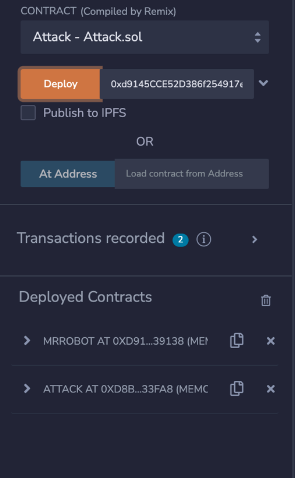 CONTRACT (Compiled by Remix)
Attack - Attack.sol
Deploy 0xd9145CCE52D386f254917e
Publish to IPFS
OR
At Address Load contract from Address
Transactions recorded 2 i
Deployed Contracts
MRROBOT AT 0XD91...39138 (MEM
ATTACK AT 0XD8B...33FA8 (MEMO